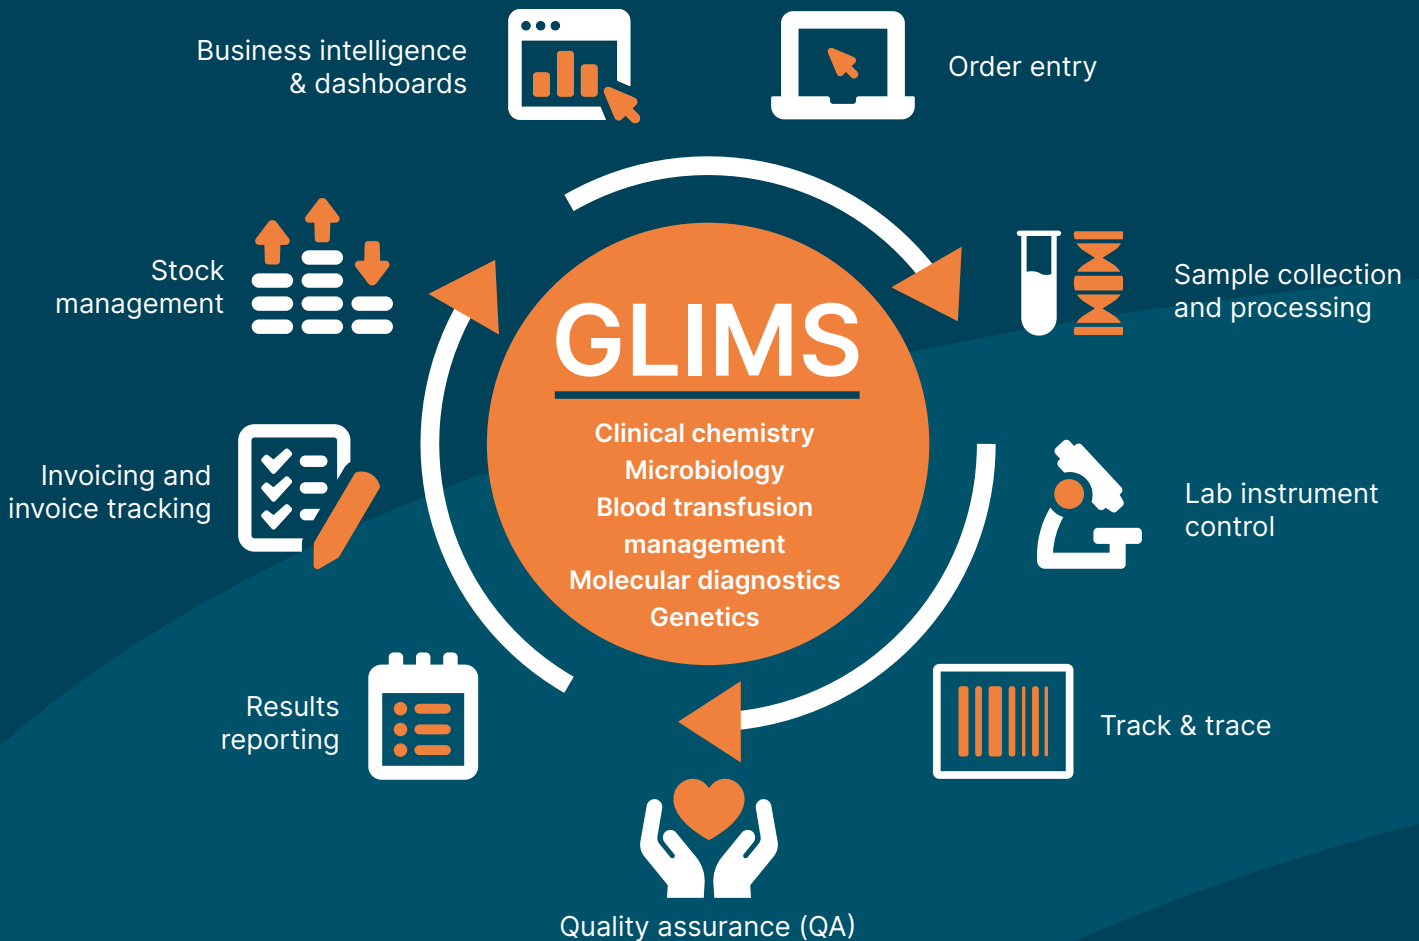 Business intelligence
& dashboards
Order entry
Stock
management
Sample collection
and processing
GLIMS
Clinical chemistry
Microbiology
Blood transfusion
management
Molecular diagnostics
Genetics
Invoicing and
invoice tracking
Lab instrument
control
Results
reporting
Track & trace
Quality assurance (QA)